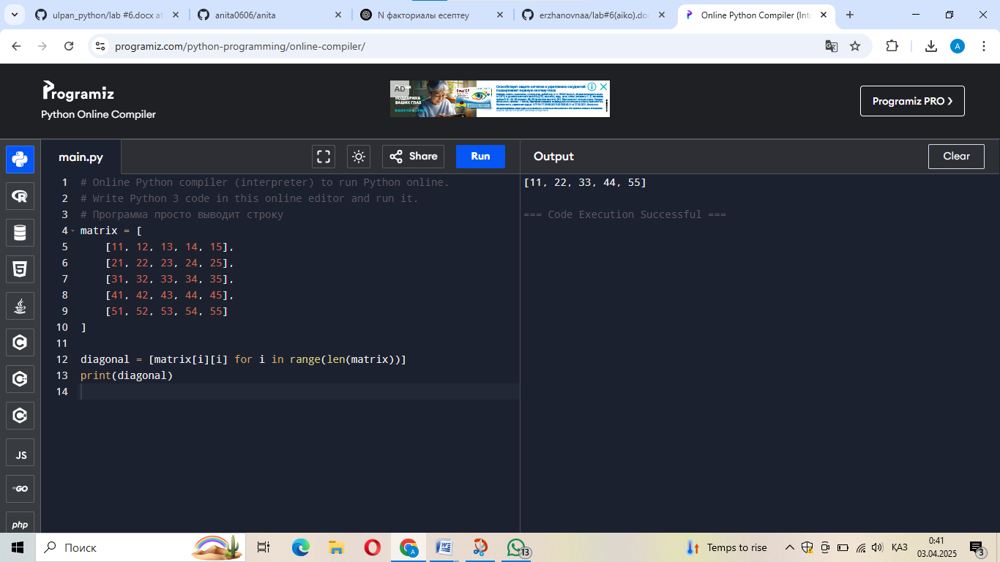 ulpan_python/lab #6.docx at
anita0606/anita
N факториалы есептеу
erzhanovnaa/lab#6(aiko).do
Online Python Compiler (Inte
programiz.com/python-programming/online-compiler/
A
Programiz
Python Online Compiler
AD
ПОДДЕРЖКА
ВАШИХ ГЛАЗ
Programiz PRO
main.py
Share
Run
Output
Clear
1 # Online Python compiler (interpreter) to run Python online.
2 # Write Python 3 code in this online editor and run it.
3 # Программа просто выводит строку
4 matrix = [
5 [11, 12, 13, 14, 15],
6 [21, 22, 23, 24, 25],
7 [31, 32, 33, 34, 35],
8 [41, 42, 43, 44, 45],
9 [51, 52, 53, 54, 55]
10 ]
11
12 diagonal = [matrix[i][i] for i in range(len(matrix))]
13 print(diagonal)
14
[11, 22, 33, 44, 55]
=== Code Execution Successful ===
R
5
C
C
C
JS
GO
php
Поиск
A
W
13
Temps to rise
ҚАЗ
0:41
03.04.2025
3